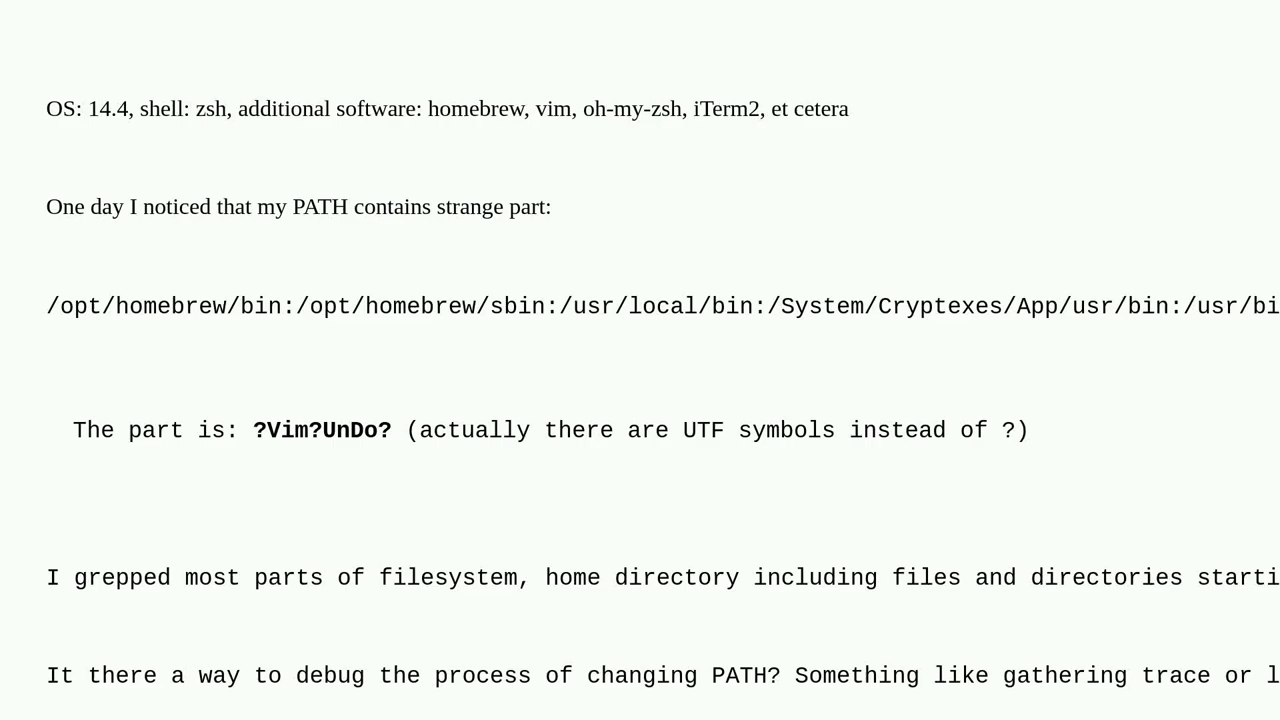 OS: 14.4, shell: zsh, additional software: homebrew, vim, oh-my-zsh, iTerm2, et cetera
One day I noticed that my PATH contains strange part:
/opt/homebrew/bin:/opt/homebrew/sbin:/usr/local/bin:/System/Cryptexes/App/usr/bin:/usr/bi
The part is: ?Vim?UnDo? (actually there are UTF symbols instead of ?)
I grepped most parts of filesystem, home directory including files and directories starti
It there a way to debug the process of changing PATH? Something like gathering trace or l